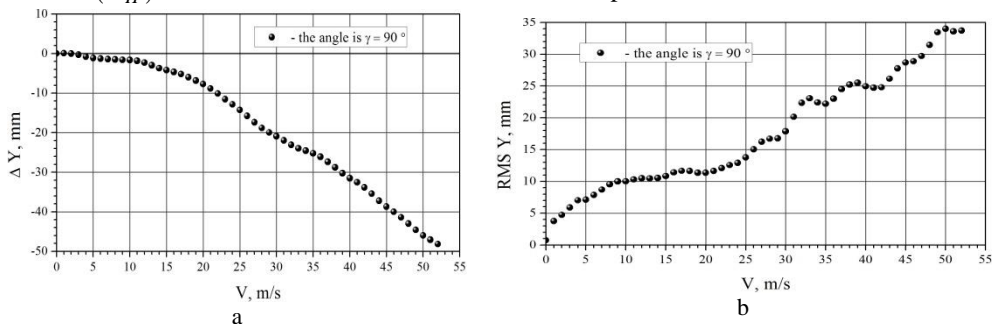 - the angle is γ = 90 °
10
0
-10
-20
-30
-40
-50
Δ Y, mm
0 5 10 15 20 25 30 35 40 45 50 55
V, m/s
a
- the angle is γ = 90 °
35
30
25
20
15
10
5
0
RMS Y, mm
0 5 10 15 20 25 30 35 40 45 50 55
V, m/s
b